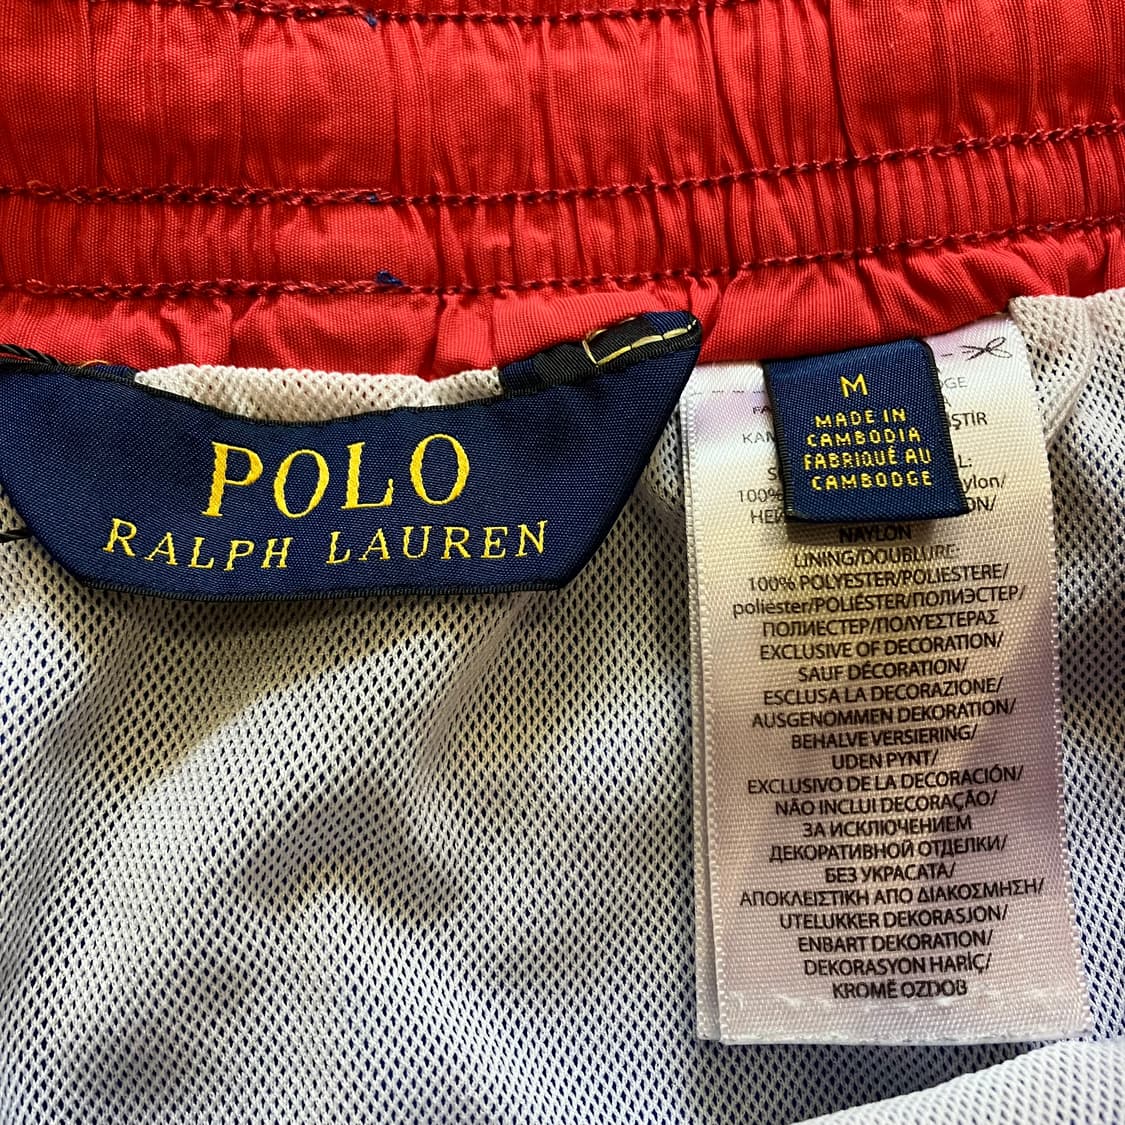 POLO
RALPH LAUREN
M
MADE IN
CAMBODIA
FABRIQUÉ AU
CAMBODGE
100%
NAYLON
LINING/DOUBLURE:
100% POLYESTER/POLIESTERE/
poliéster/POLIÉSTER/ПОЛИЭСТЕР/
ПОЛИЕСТЕР/ΠΟΛΥΕΣΤΕΡΑΣ
EXCLUSIVE OF DECORATION/
SAUF DÉCORATION/
ESCLUSA LA DECORAZIONE/
AUSGENOMMEN DEKORATION/
BEHALVE VERSIERING/
UDEN PYNT/
EXCLUSIVO DE LA DECORACIÓN/
NÃO INCLUI DECORAÇÃO/
ЗА ИСКЛЮЧЕНИЕМ
ДЕКОРАТИВНОЙ ОТДЕЛКИ/
БЕЗ УКРАСАТА/
ΑΠΟΚΛΕΙΣΤΙΚΗ ΑΠΟ ΔΙΑΚΟΣΜΗΣΗ/
UTELUKKER DEKORASJON/
ENBART DEKORATION/
DEKORASYON HARİÇ/
KROMĚ OZDOB